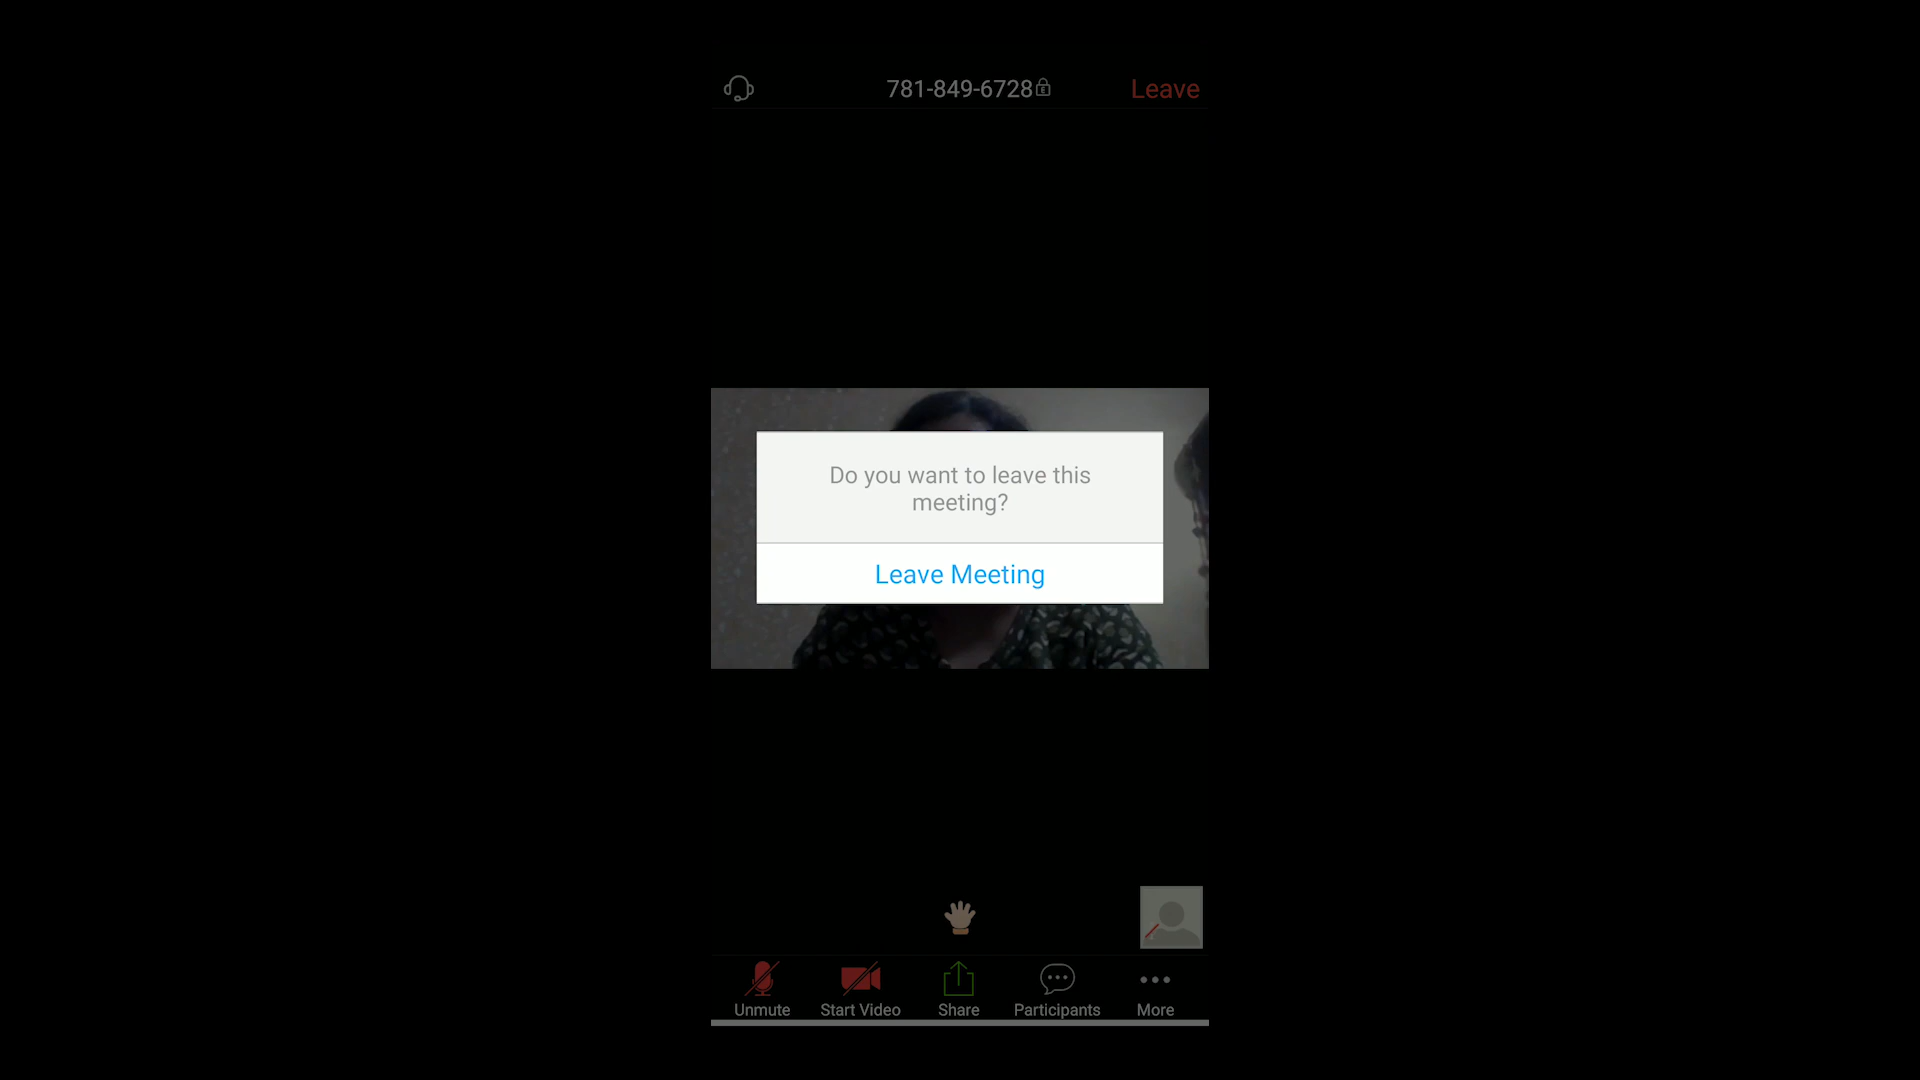 781-849-6728
Leave
Do you want to leave this
meeting?
Leave Meeting
Unmute
Start Video
Share
Participants
More